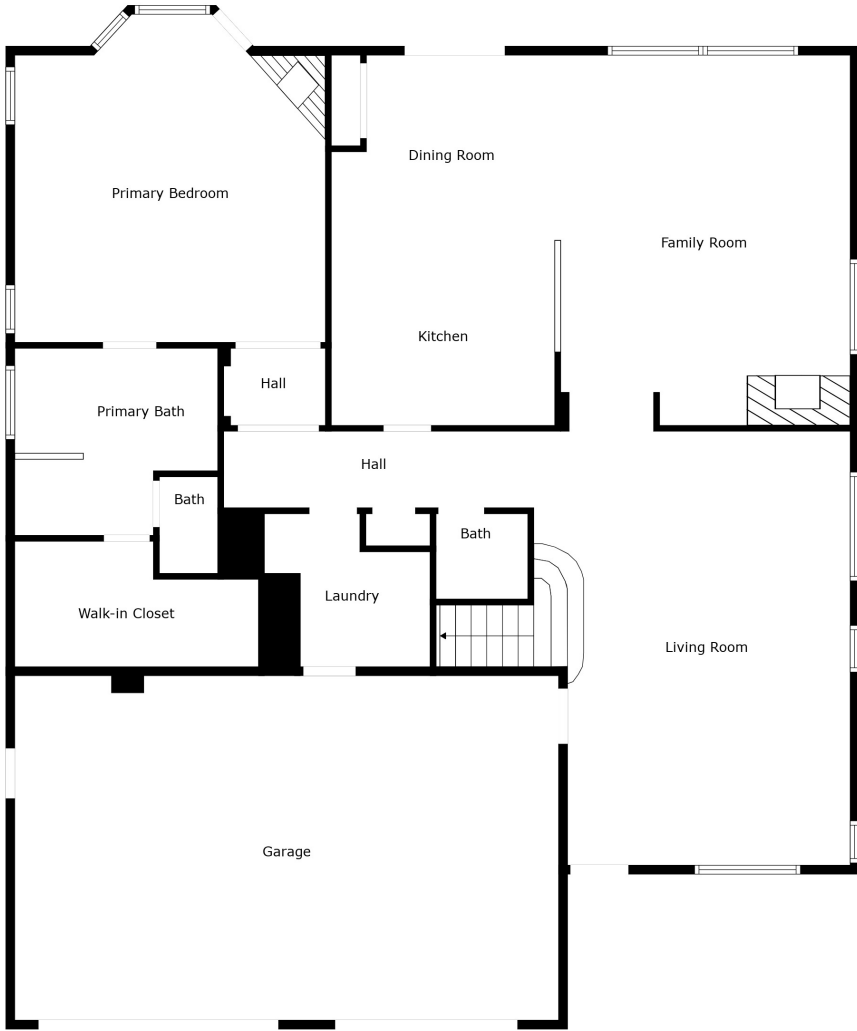 Dining Room
Primary Bedroom
Family Room
Kitchen
Hall
Primary Bath
Hall
Bath
Bath
Laundry
Walk-in Closet
Living Room
Garage